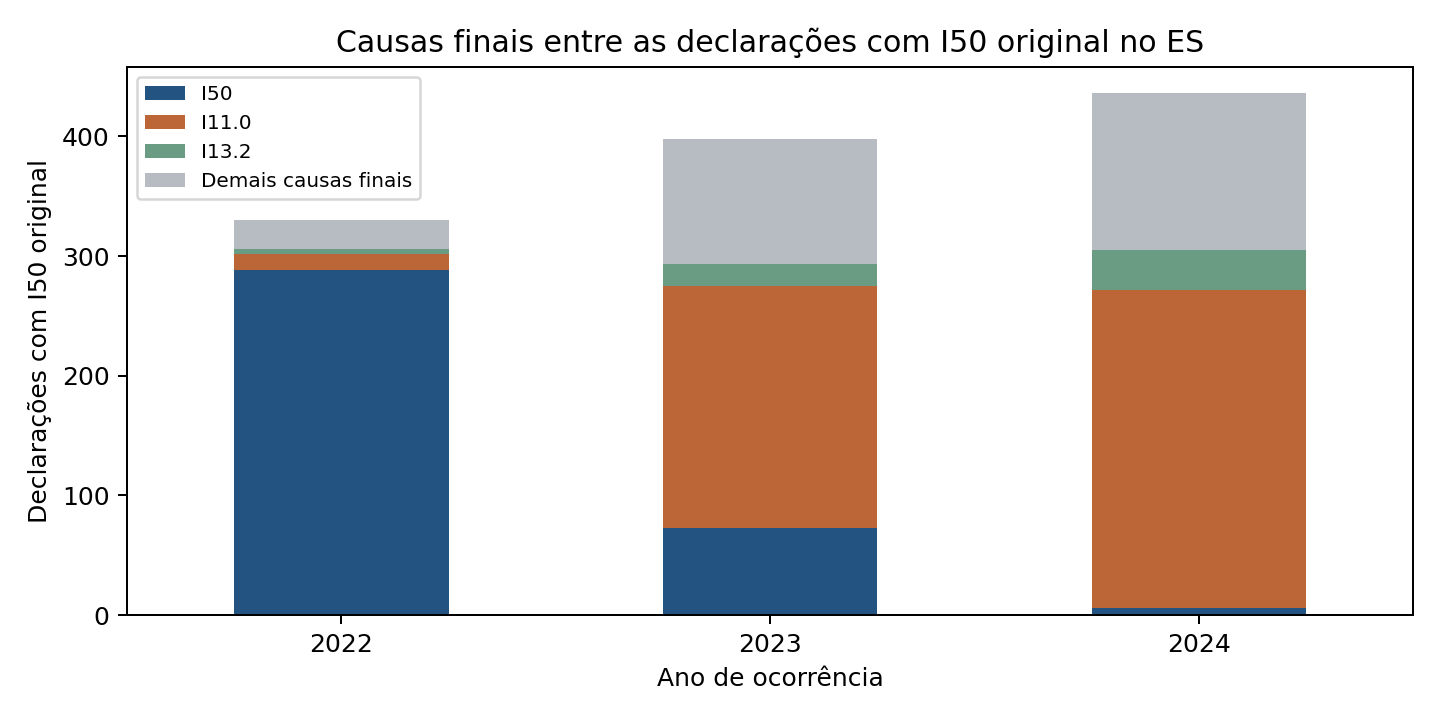 Causas finais entre as declarações com I50 original no ES
I50
I11.0
I13.2
Demais causas finais
Declarações com I50 original
400
300
200
100
0
2022
2023
2024
Ano de ocorrência